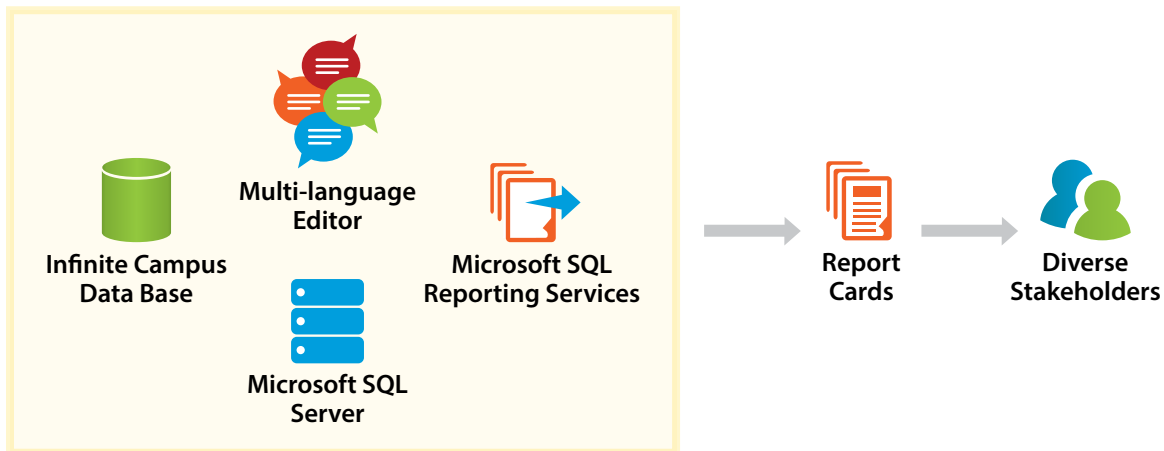 Multi-language
Editor
Infinite Campus
Data Base
Microsoft SQL
Reporting Services
Microsoft SQL
Server
Report
Cards
Diverse
Stakeholders